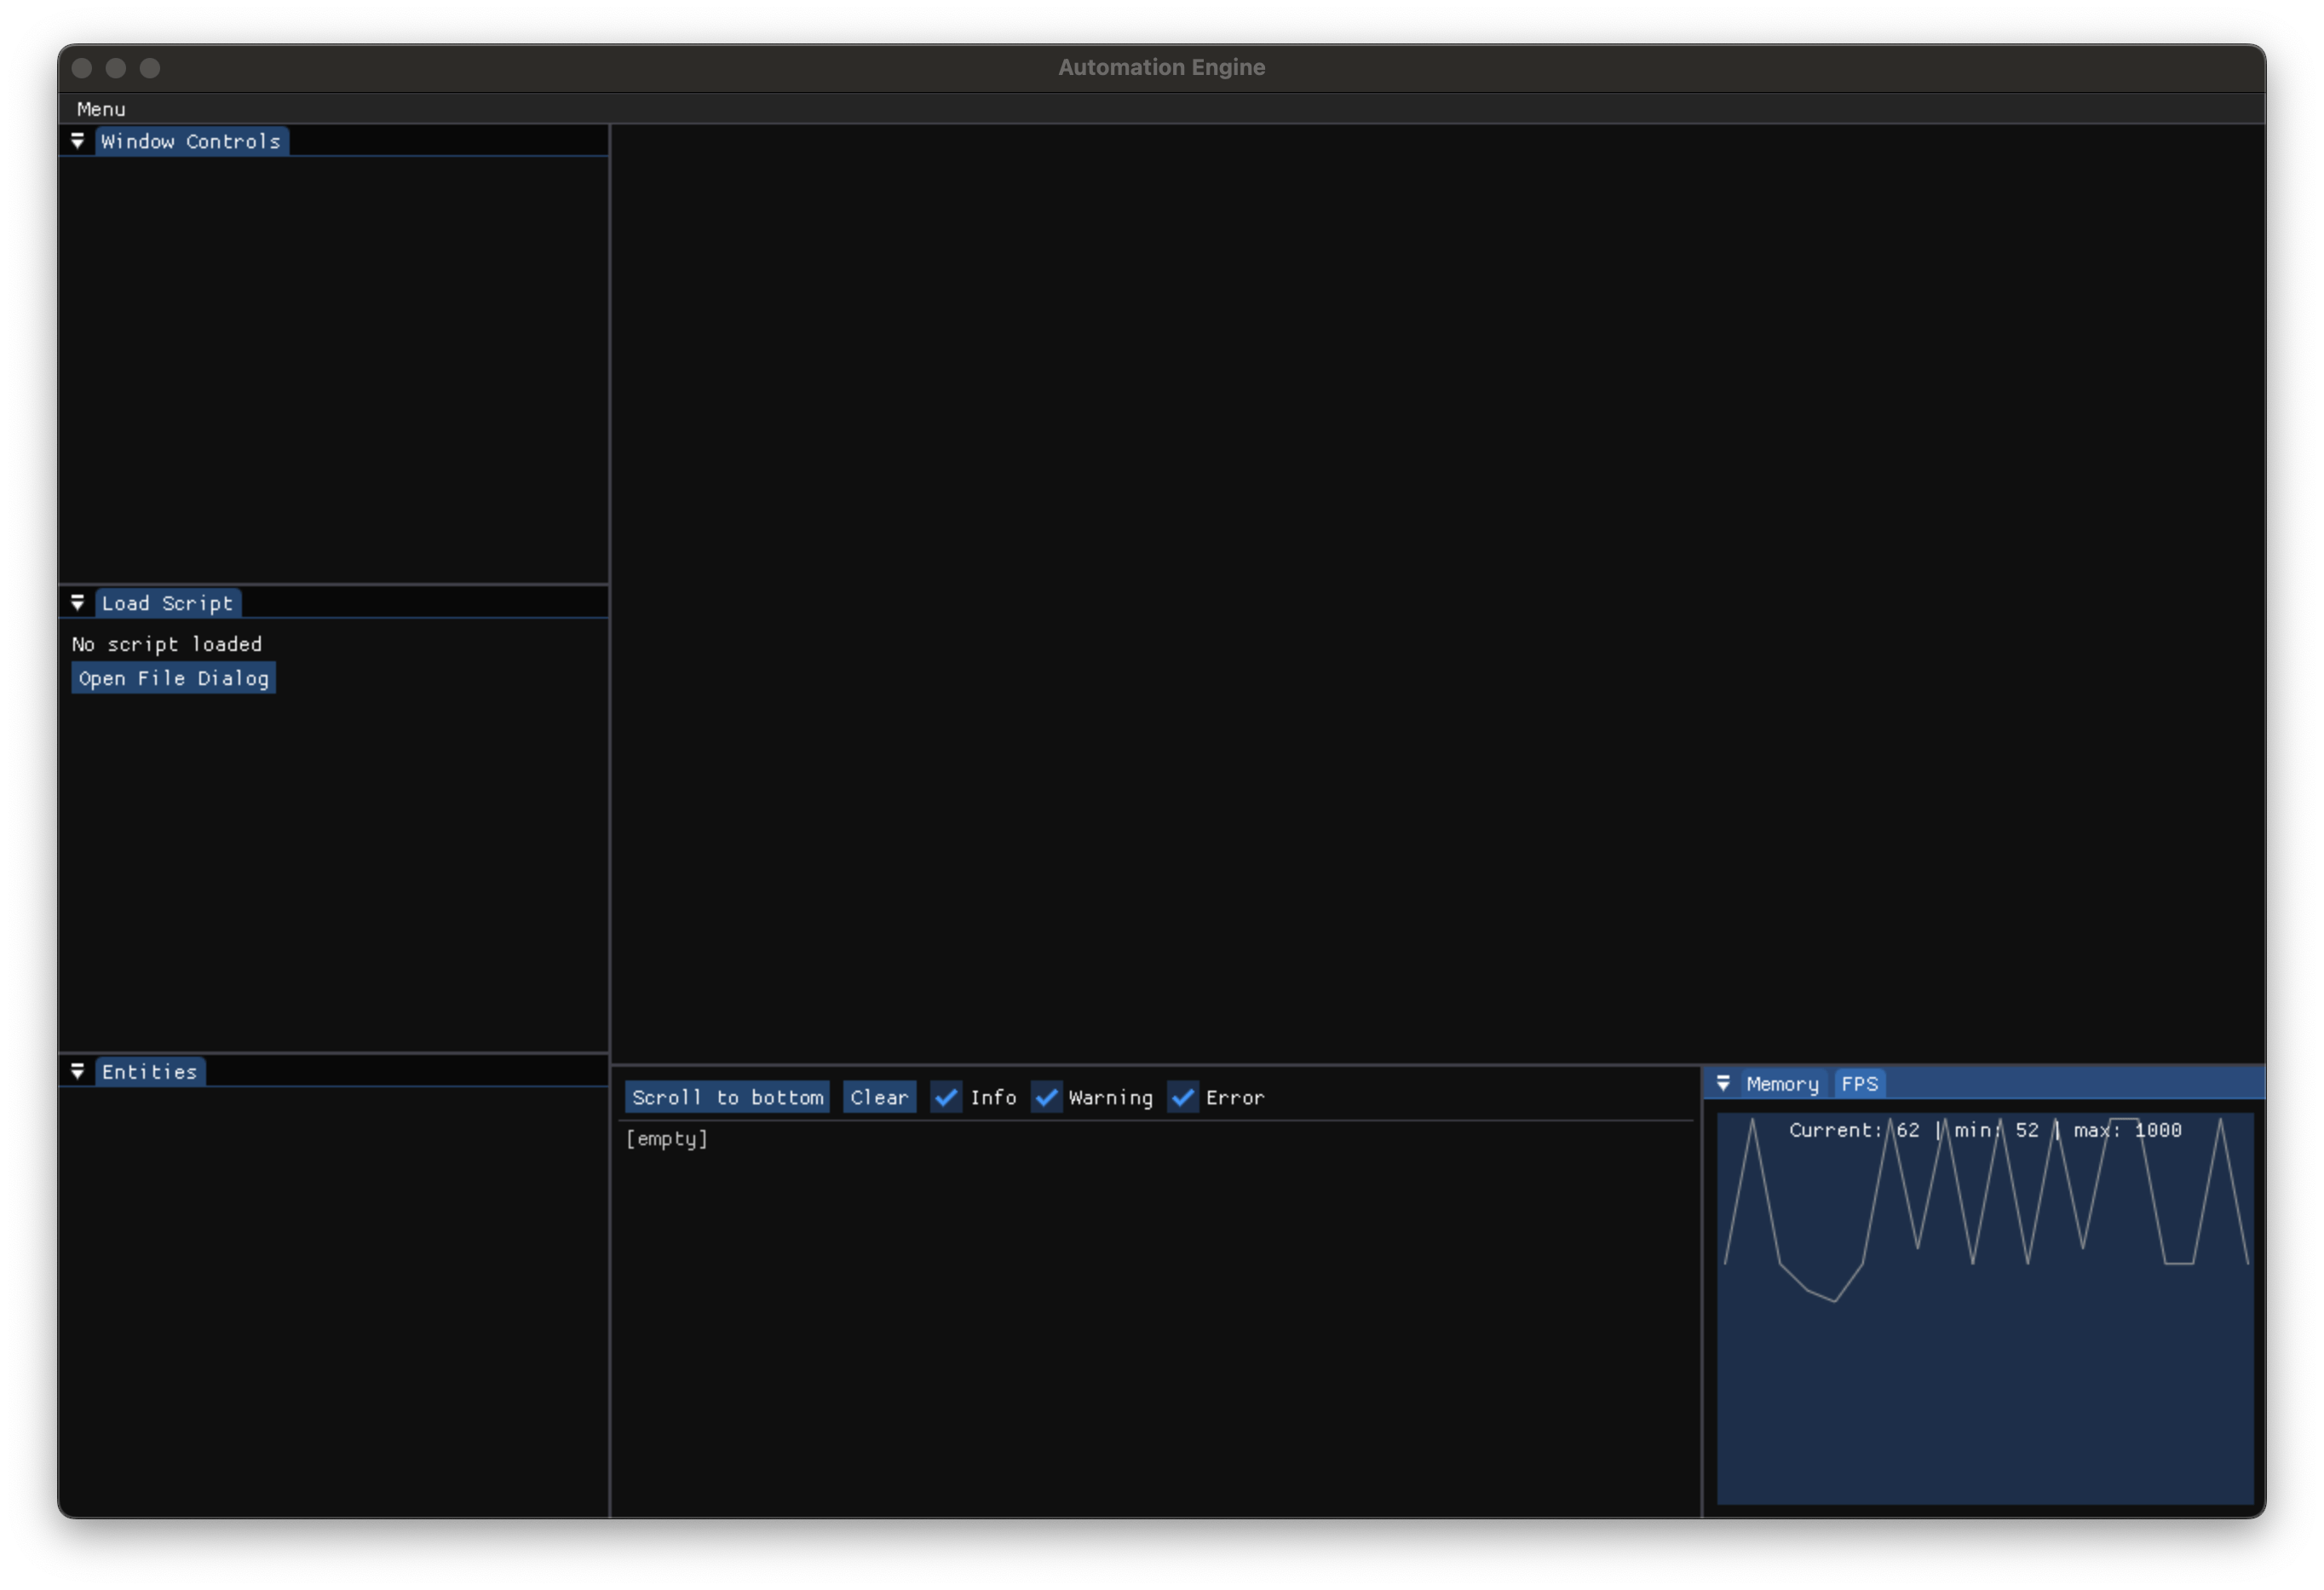 Automation Engine
Menu
Window Controls
Load Script
No script loaded
Open File Dialog
Entities
Scroll to bottom Clear Info Warning Error
[empty]
Memory FPS
Current: 62 | min: 52 | max: 1000